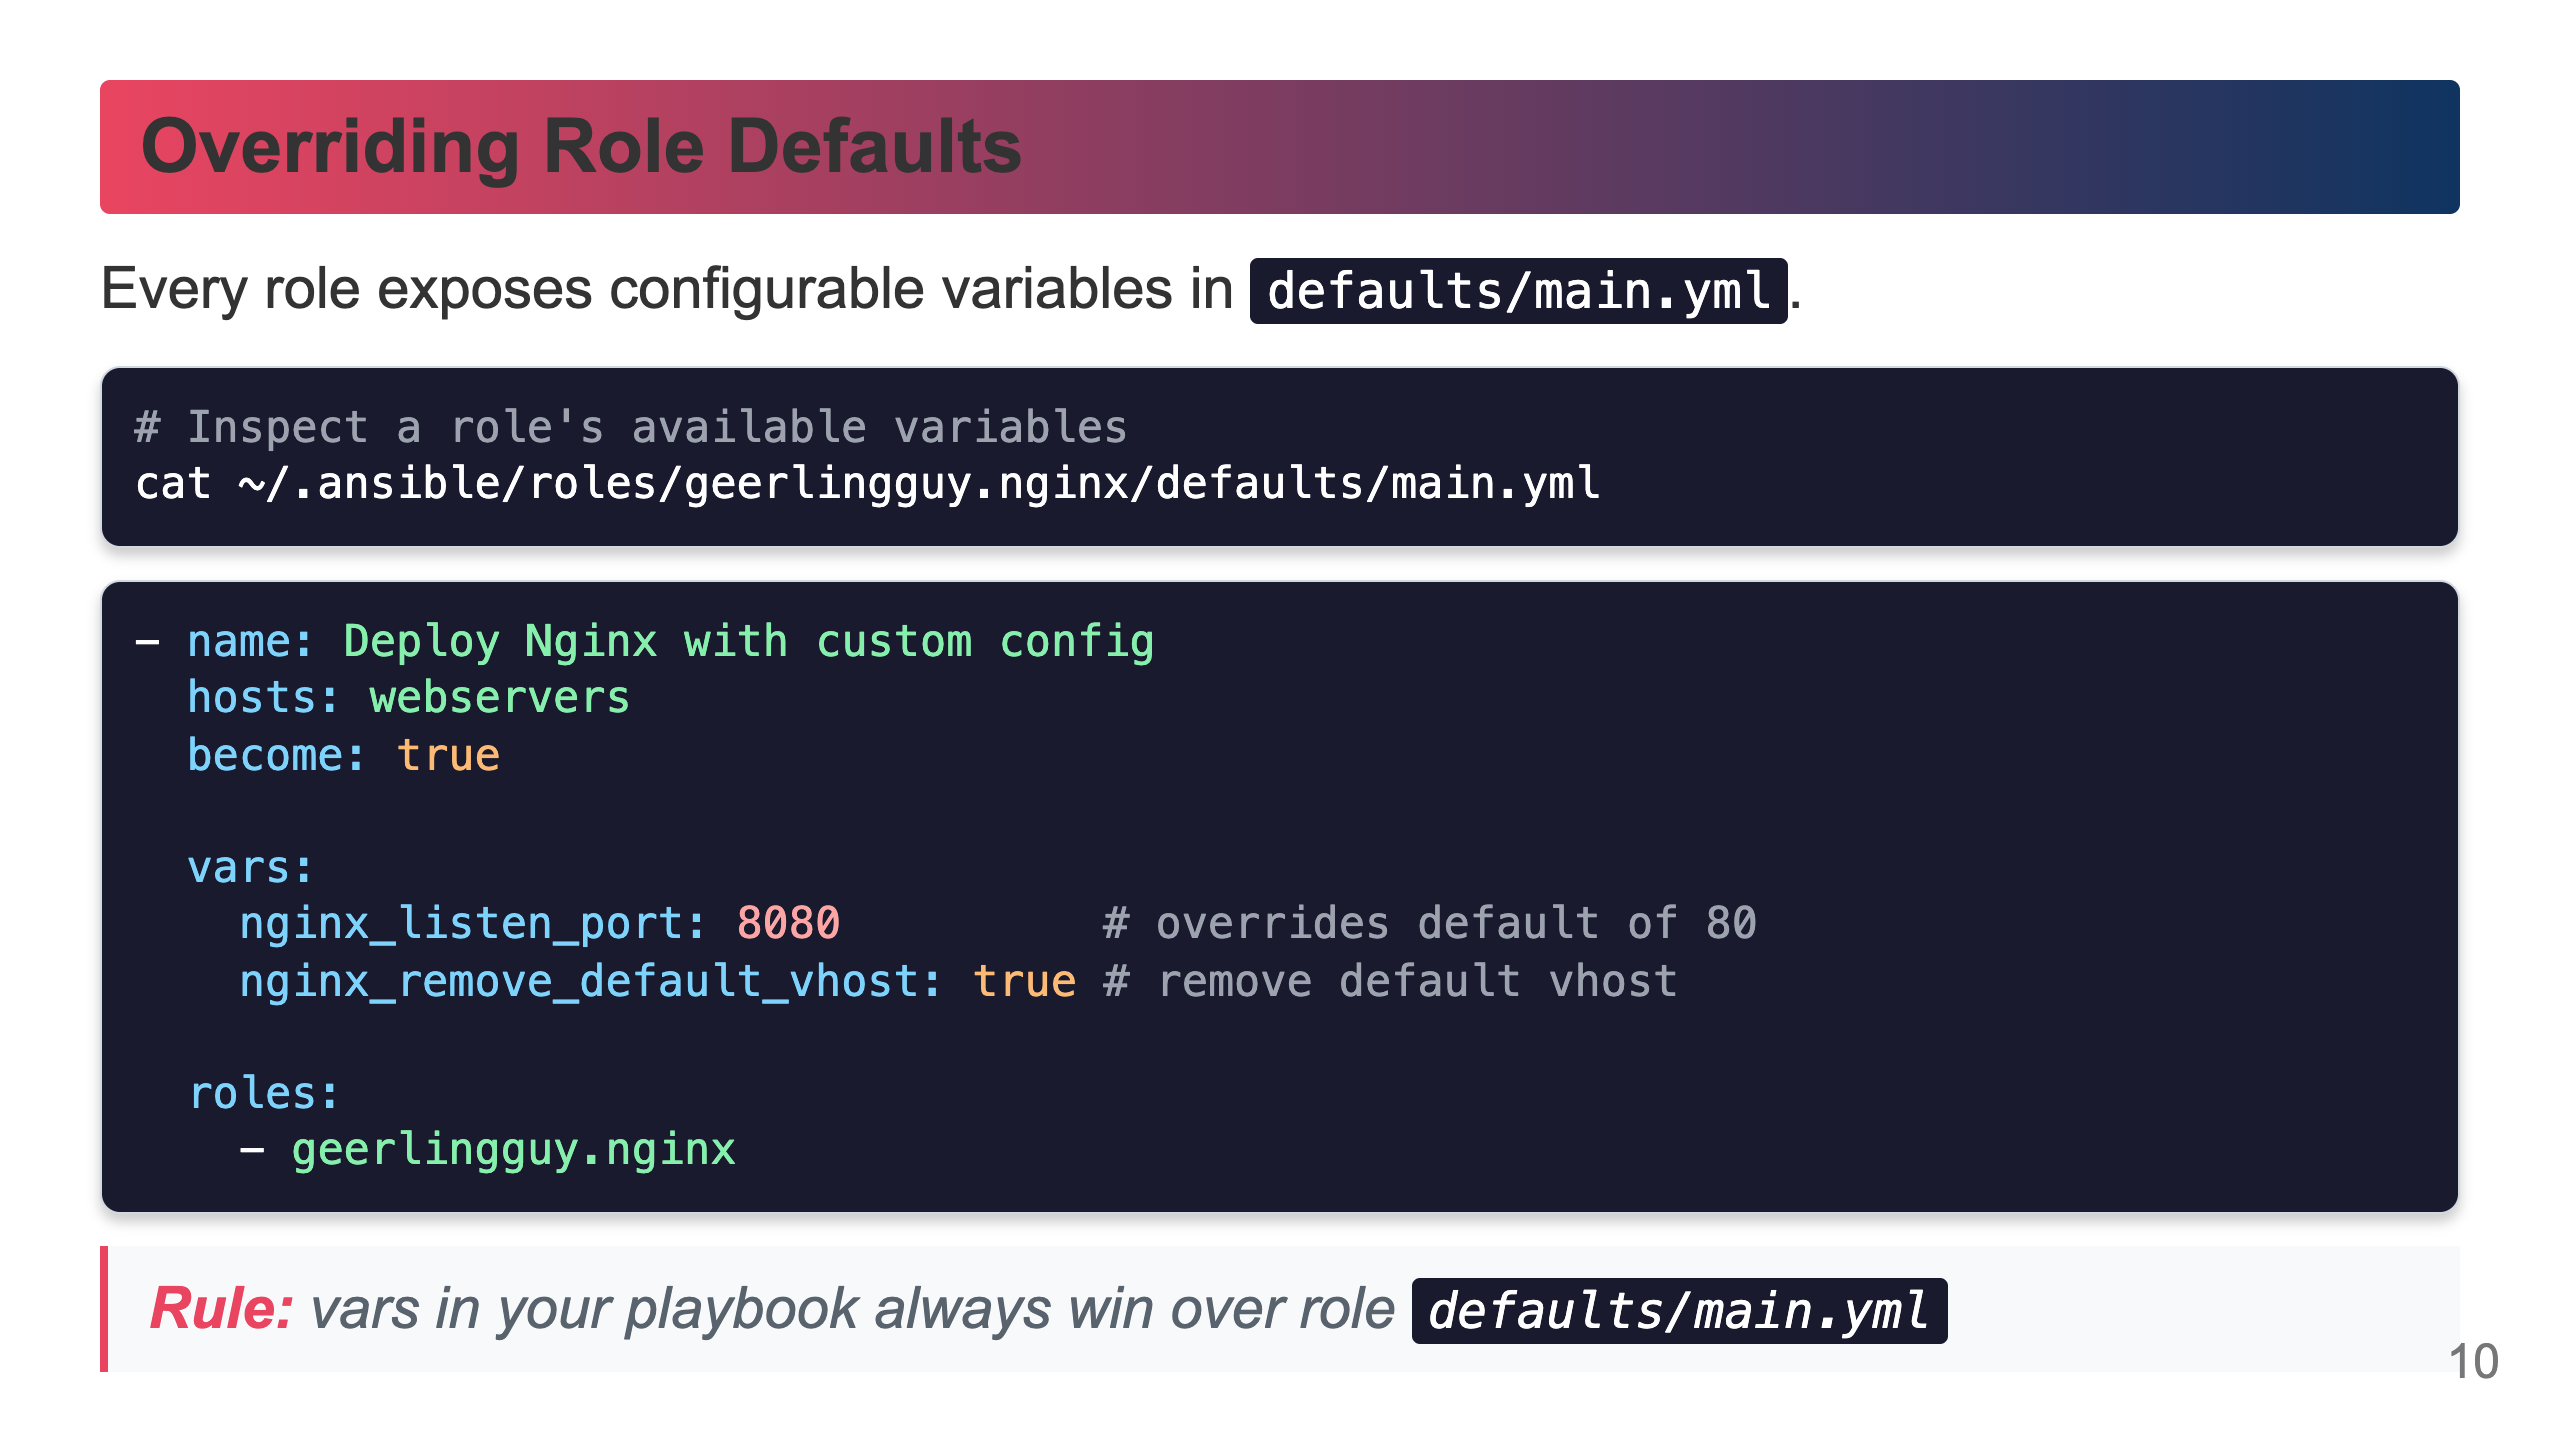 Overriding Role Defaults
Every role exposes configurable variables in defaults/main.yml.
# Inspect a role's available variables
cat ~/.ansible/roles/geerlingguy.nginx/defaults/main.yml
- name: Deploy Nginx with custom config
  hosts: webservers
  become: true

  vars:
    nginx_listen_port: 8080          # overrides default of 80
    nginx_remove_default_vhost: true # remove default vhost

  roles:
    - geerlingguy.nginx
Rule: vars in your playbook always win over role defaults/main.yml
10